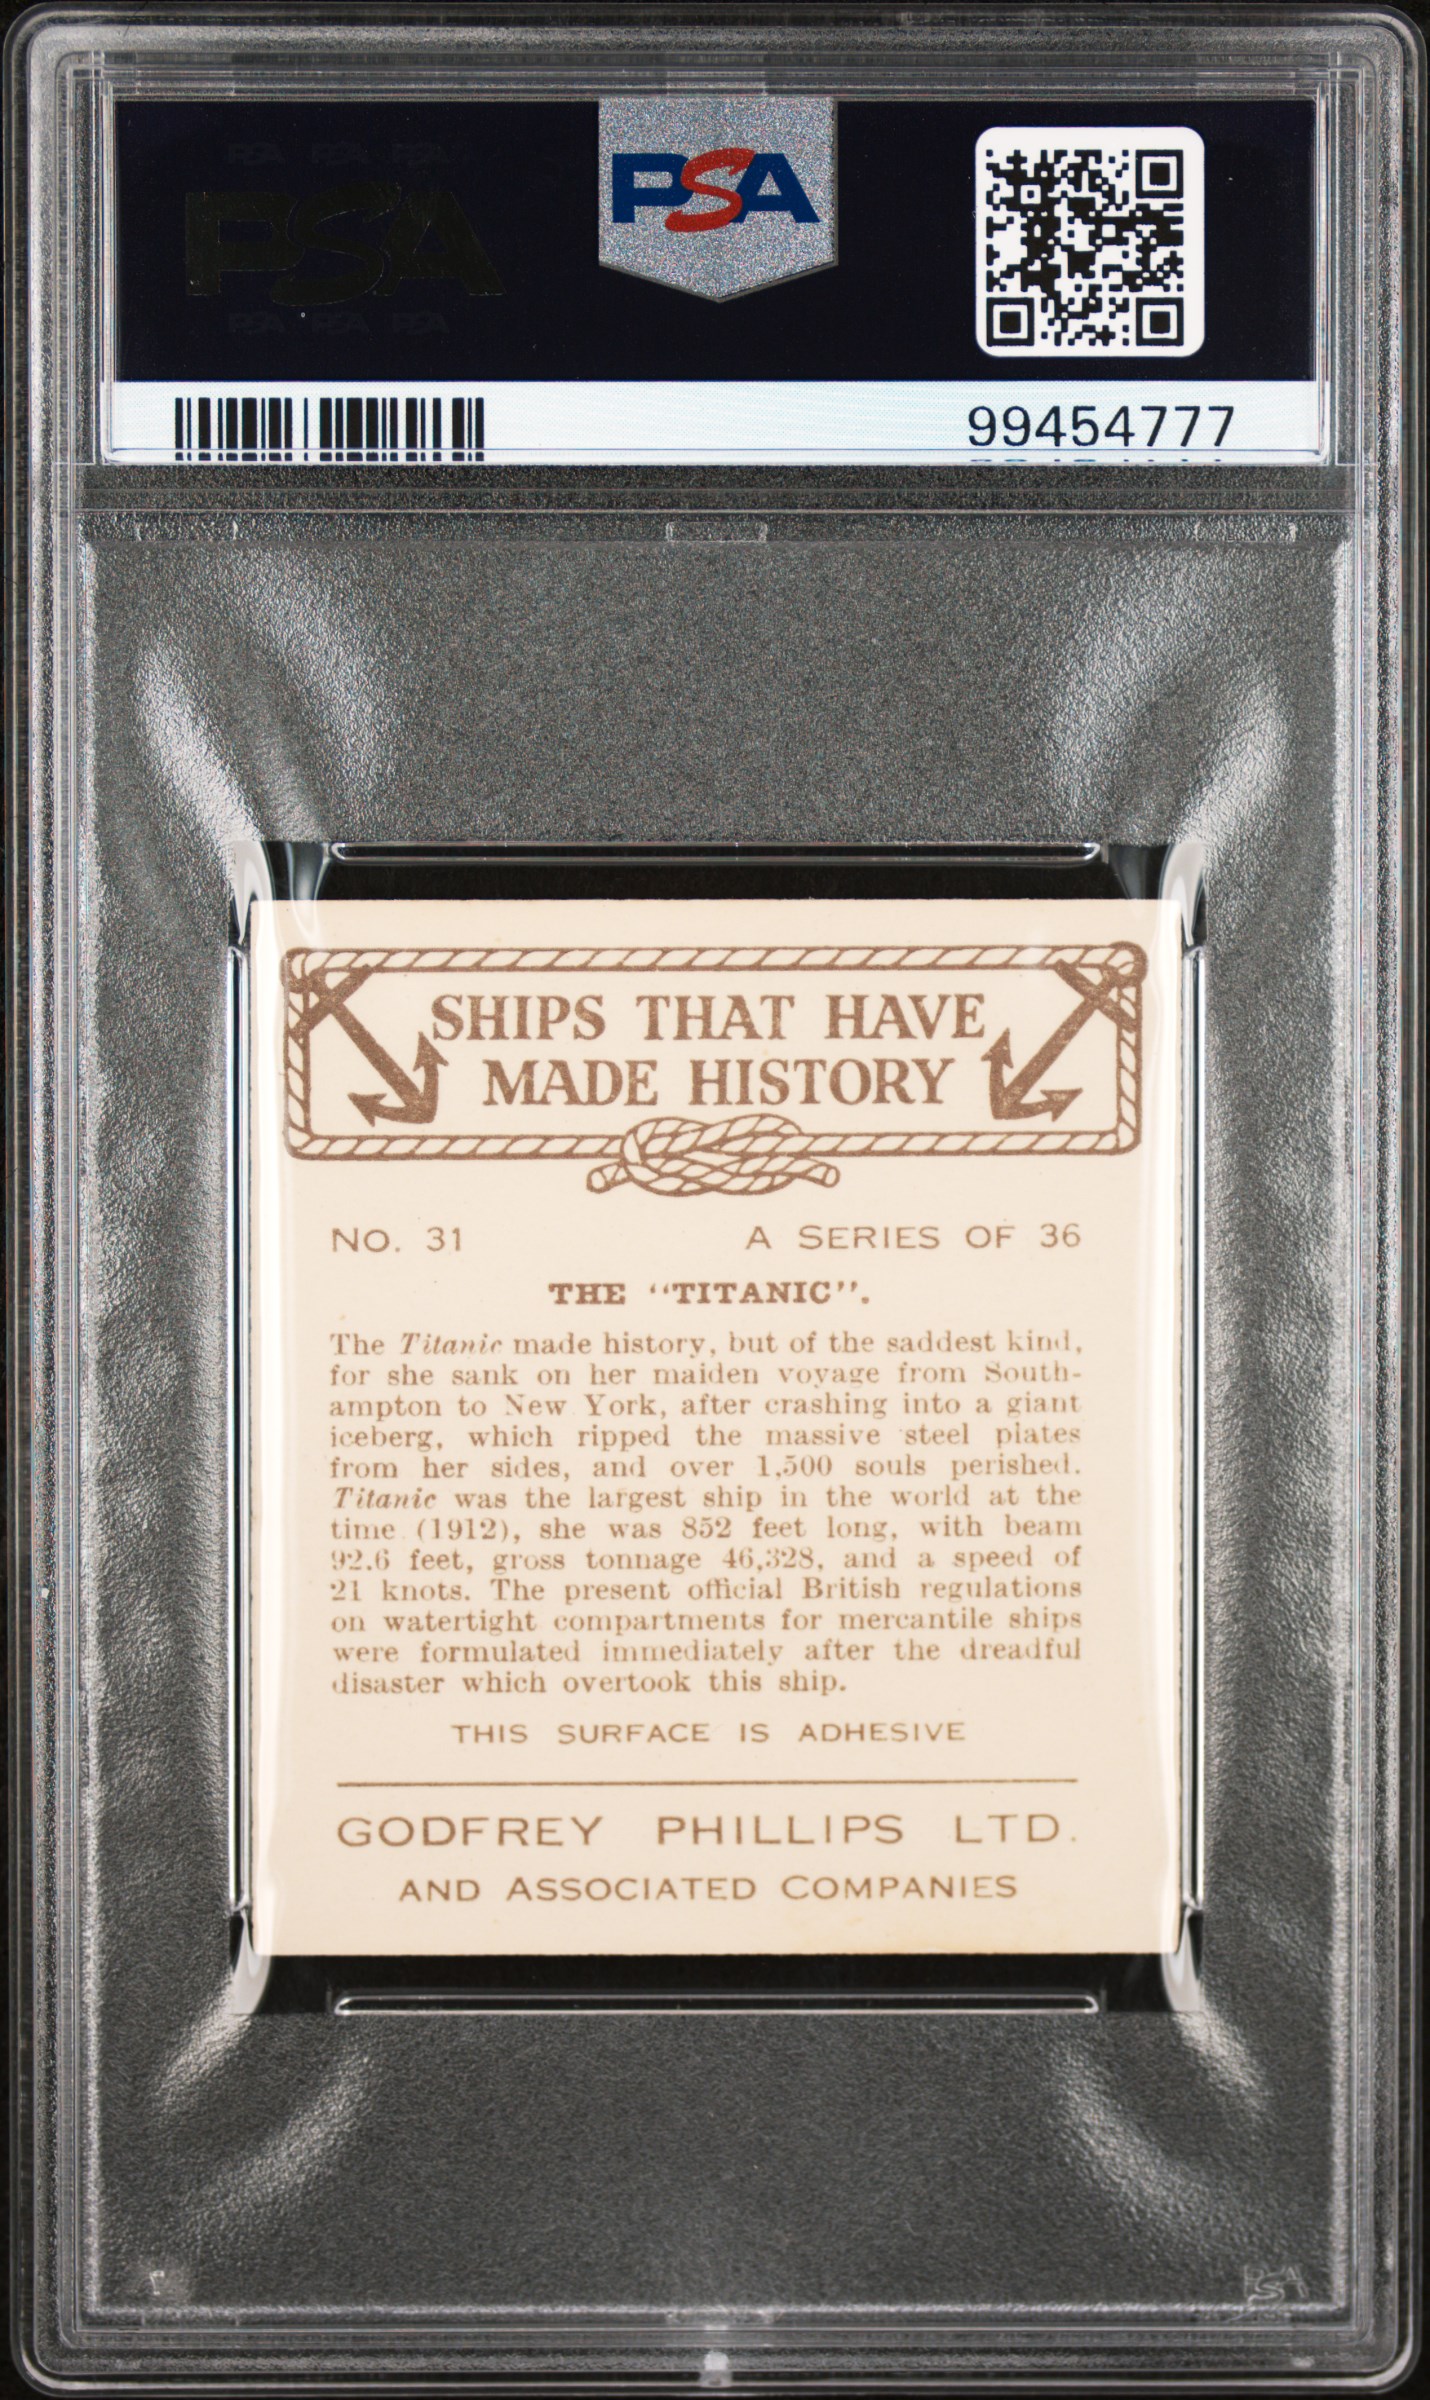 PSA
PSA
99454777
SHIPS THAT HAVE
MADE HISTORY
NO. 31 A SERIES OF 36
THE "TITANIC".
The Titanic made history, but of the saddest kind,
for she sank on her maiden voyage from South-
ampton to New York, after crashing into a giant
iceberg, which ripped the massive steel plates
from her sides, and over 1,500 souls perished.
Titanic was the largest ship in the world at the
time (1912), she was 852 feet long, with beam
92.6 feet, gross tonnage 46,328, and a speed of
21 knots. The present official British regulations
on watertight compartments for mercantile ships
were formulated immediately after the dreadful
disaster which overtook this ship.
THIS SURFACE IS ADHESIVE
GODFREY PHILLIPS LTD.
AND ASSOCIATED COMPANIES
PSA